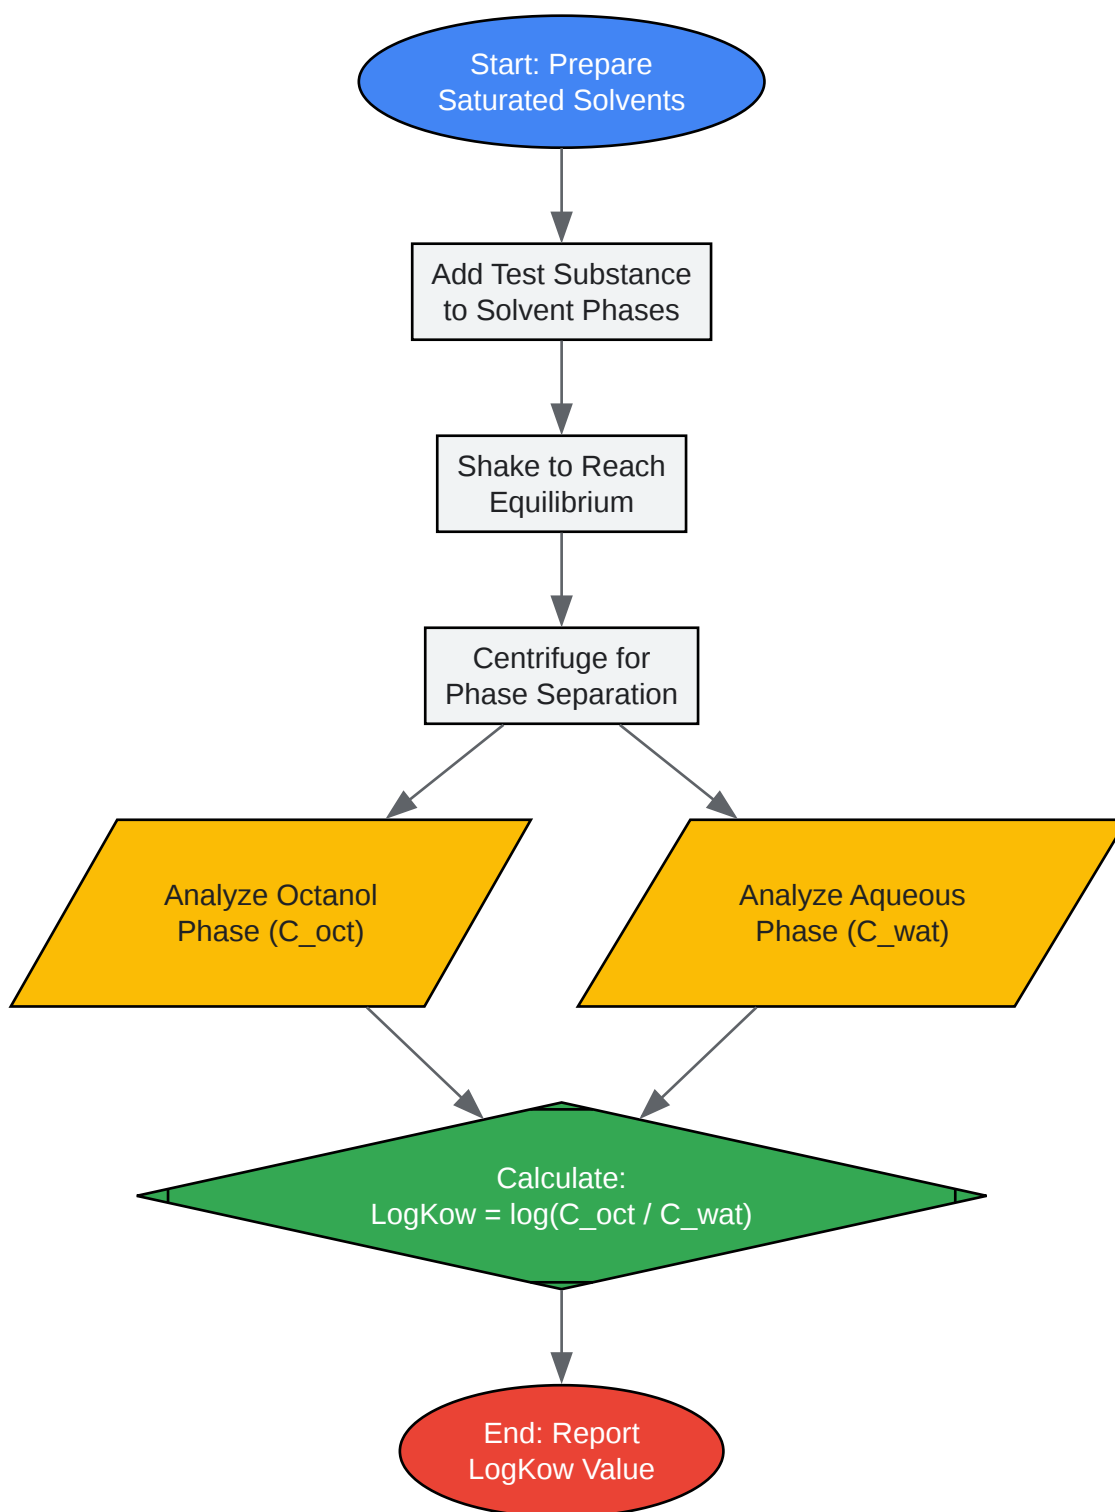 Start: Prepare
Saturated Solvents
Add Test Substance
to Solvent Phases
Shake to Reach
Equilibrium
Centrifuge for
Phase Separation
Analyze Octanol
Phase (C_oct)
Analyze Aqueous
Phase (C_wat)
Calculate:
LogKow = log(C_oct / C_wat)
End: Report
LogKow Value